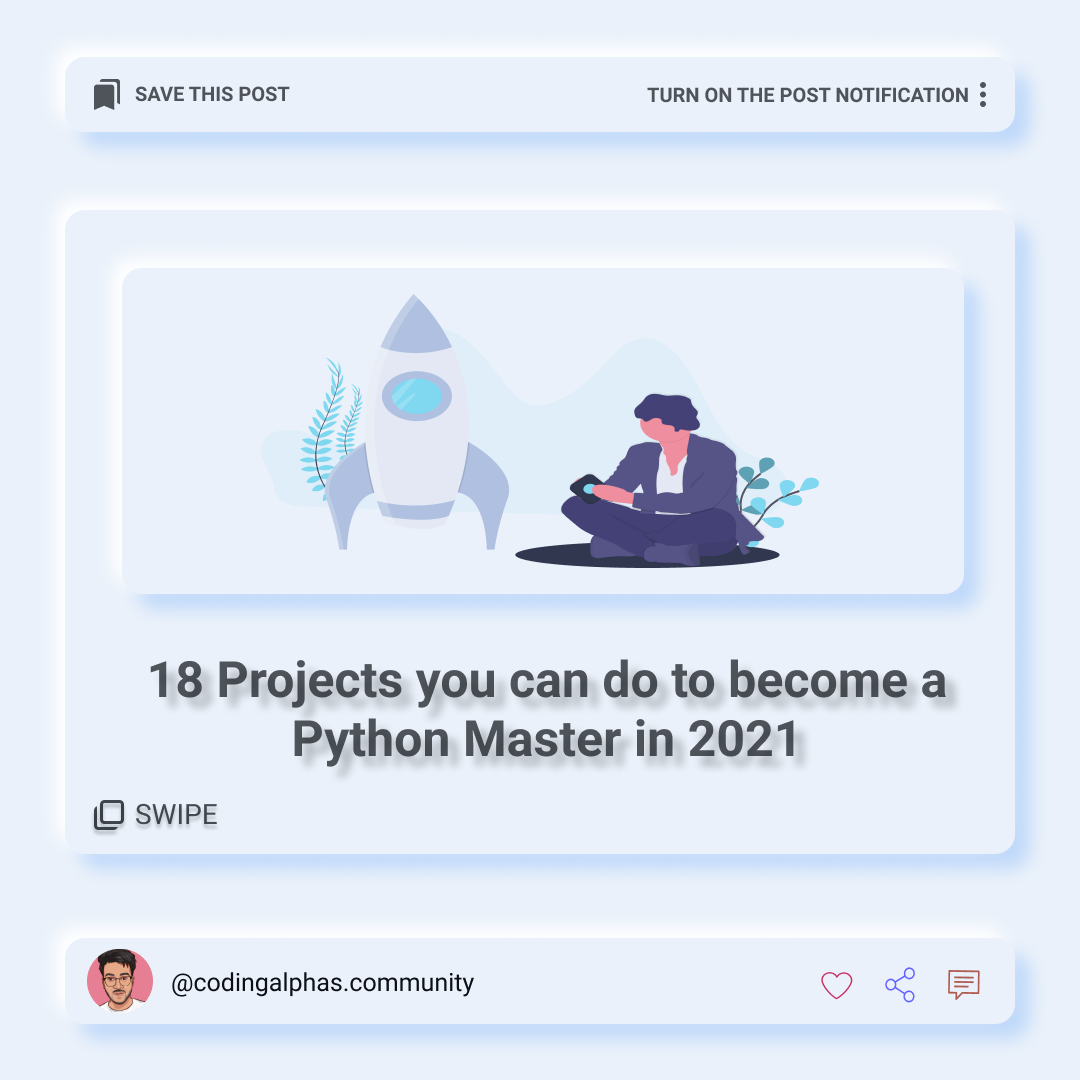 SAVE THIS POST
TURN ON THE POST NOTIFICATION
18 Projects you can do to become a
Python Master in 2021
SWIPE
@codingalphas.community